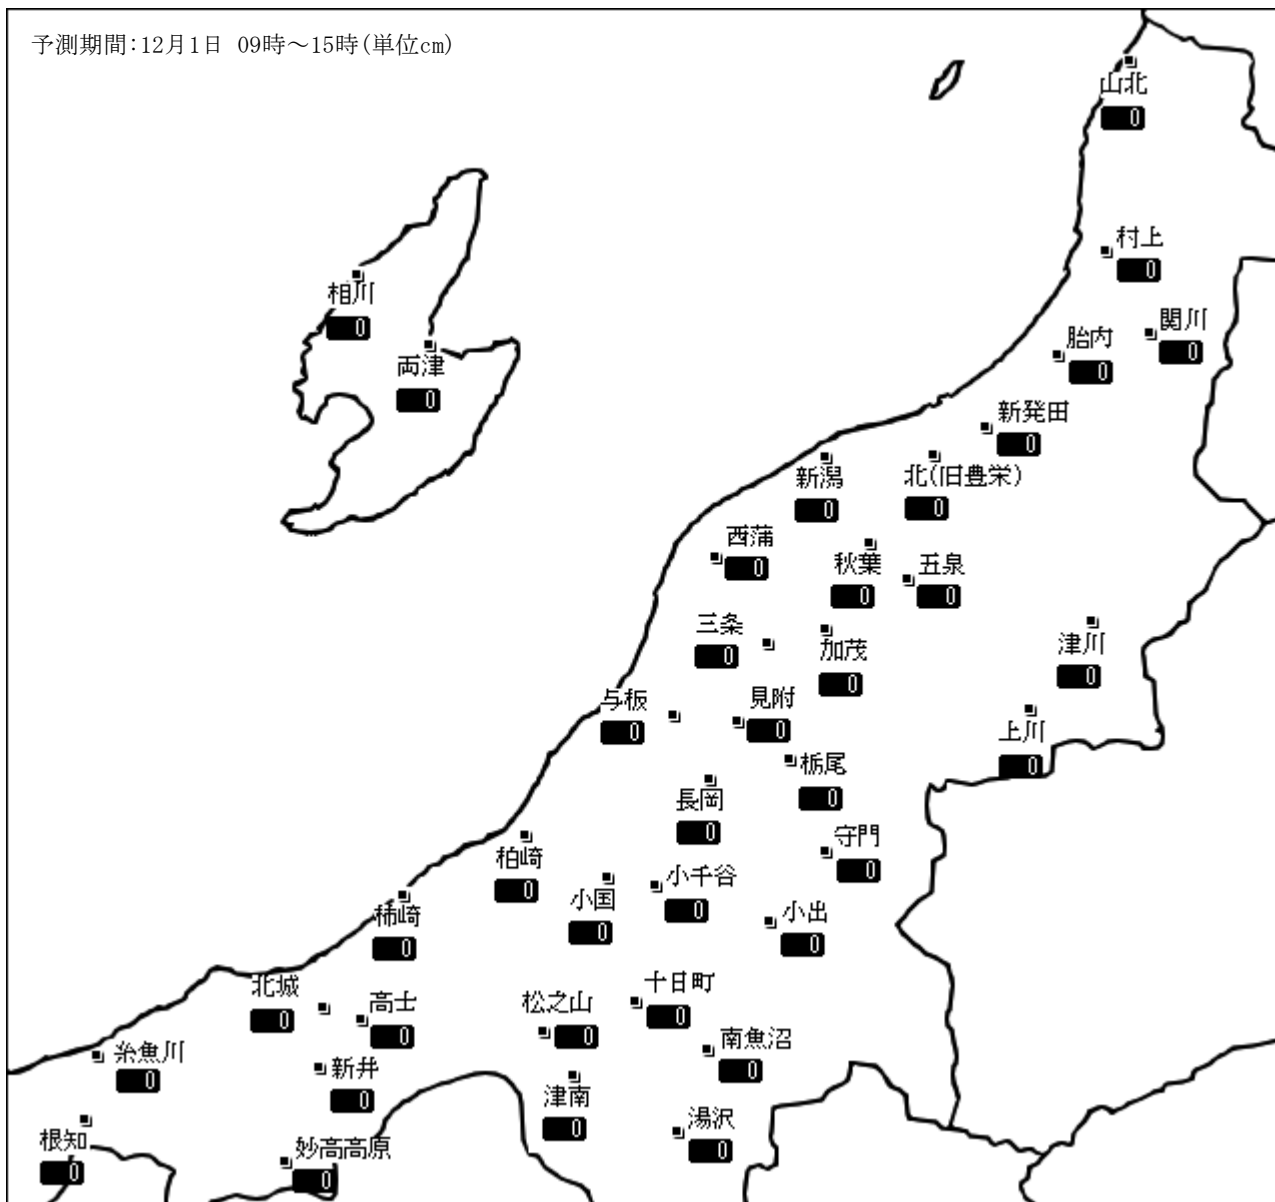 予測期間:12月1日 09時～15時(単位cm)
山北
0
村上
0
相川
0
関川
0
胎内
0
両津
0
新発田
0
新潟
0
北(旧豊栄)
0
西蒲
0
秋葉
0
五泉
0
三条
0
加茂
0
津川
0
与板
0
見附
0
上川
0
栃尾
0
長岡
0
守門
0
柏崎
0
小千谷
0
小国
0
小出
0
柿崎
0
北城
0
高士
0
松之山
0
十日町
0
南魚沼
0
糸魚川
0
新井
0
津南
0
湯沢
0
根知
0
妙高高原
0